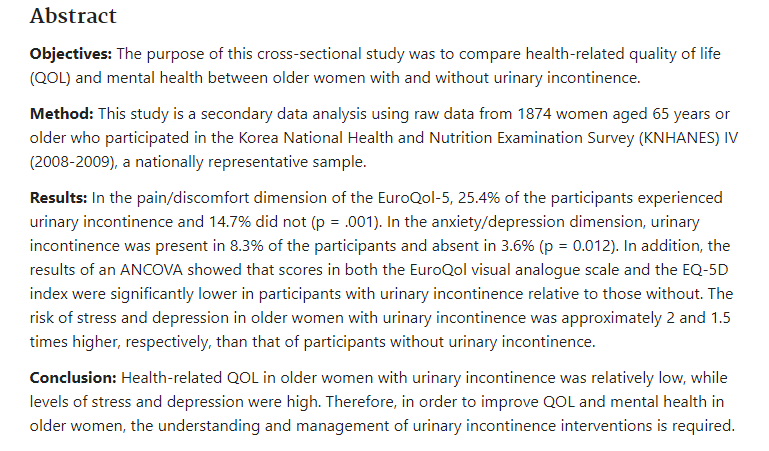 Abstract
Objectives: The purpose of this cross-sectional study was to compare health-related quality of life
(QOL) and mental health between older women with and without urinary incontinence.
Method: This study is a secondary data analysis using raw data from 1874 women aged 65 years or
older who participated in the Korea National Health and Nutrition Examination Survey (KNHANES) IV
(2008-2009), a nationally representative sample.
Results: In the pain/discomfort dimension of the EuroQol-5, 25.4% of the participants experienced
urinary incontinence and 14.7% did not (p = .001). In the anxiety/depression dimension, urinary
incontinence was present in 8.3% of the participants and absent in 3.6% (p = 0.012). In addition, the
results of an ANCOVA showed that scores in both the EuroQol visual analogue scale and the EQ-5D
index were significantly lower in participants with urinary incontinence relative to those without. The
risk of stress and depression in older women with urinary incontinence was approximately 2 and 1.5
times higher, respectively, than that of participants without urinary incontinence.
Conclusion: Health-related QOL in older women with urinary incontinence was relatively low, while
levels of stress and depression were high. Therefore, in order to improve QOL and mental health in
older women, the understanding and management of urinary incontinence interventions is required.